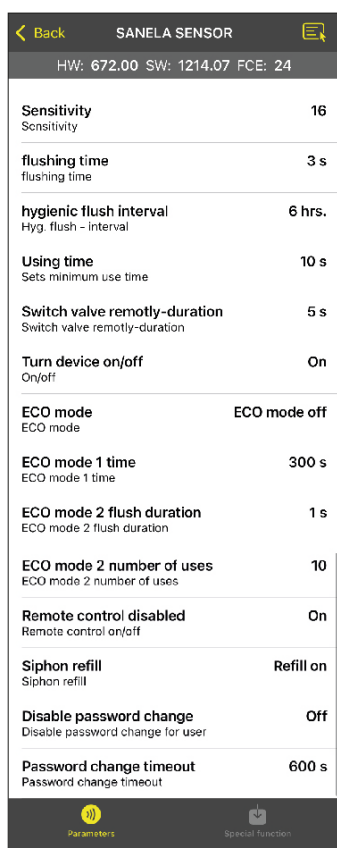 Back SANELA SENSOR
HW: 672.00 SW: 1214.07 FCE: 24
Sensitivity 16
Sensitivity
flushing time 3 s
flushing time
hygienic flush interval 6 hrs.
Hyg. flush - interval
Using time 10 s
Sets minimum use time
Switch valve remotly-duration 5 s
Switch valve remotly-duration
Turn device on/off On
On/off
ECO mode ECO mode off
ECO mode
ECO mode 1 time 300 s
ECO mode 1 time
ECO mode 2 flush duration 1 s
ECO mode 2 flush duration
ECO mode 2 number of uses 10
ECO mode 2 number of uses
Remote control disabled On
Remote control on/off
Siphon refill Refill on
Siphon refill
Disable password change Off
Disable password change for user
Password change timeout 600 s
Password change timeout
Parameters Special function